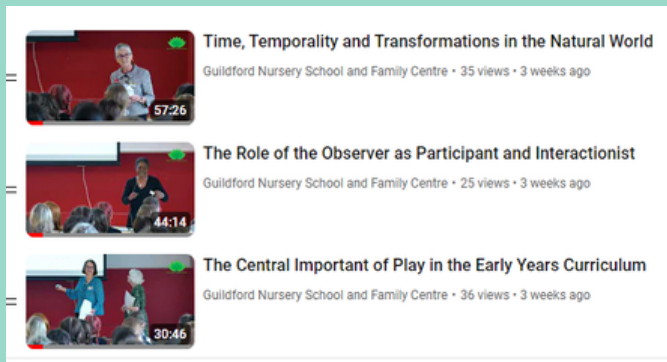 Time, Temporality and Transformations in the Natural World
Guildford Nursery School and Family Centre • 35 views • 3 weeks ago
57:26
The Role of the Observer as Participant and Interactionist
Guildford Nursery School and Family Centre • 25 views • 3 weeks ago
44:14
The Central Important of Play in the Early Years Curriculum
Guildford Nursery School and Family Centre • 36 views • 3 weeks ago
30:46